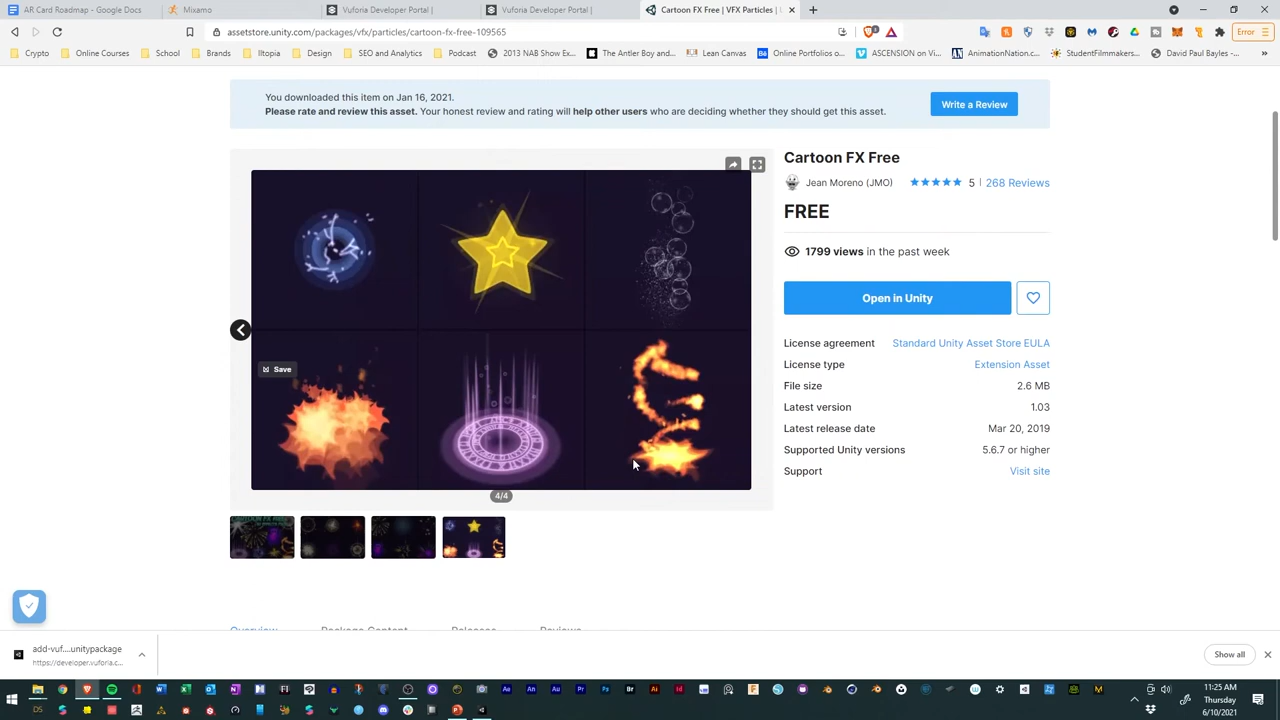 AR Card Roadmap - Google Docs
Mixamo
Vuforia Developer Portal |
Vuforia Developer Portal |
Cartoon FX Free | VFX Particles |
assetstore.unity.com/packages/vfx/particles/cartoon-fx-free-109565
Error
Crypto
Online Courses
School
Brands
Iltopia
Design
SEO and Analytics
Podcast
2013 NAB Show Ex...
The Antler Boy and...
Lean Canvas
Online Portfolios o...
ASCENSION on Vi...
AnimationNation.c...
StudentFilmmakers...
David Paul Bayles -...
You downloaded this item on Jan 16, 2021.
Please rate and review this asset. Your honest review and rating will help other users who are deciding whether they should get this asset.
Write a Review
Cartoon FX Free
Jean Moreno (JMO)
5 | 268 Reviews
FREE
1799 views in the past week
Open in Unity
License agreement
Standard Unity Asset Store EULA
License type
Extension Asset
File size
2.6 MB
Latest version
1.03
Latest release date
Mar 20, 2019
Supported Unity versions
5.6.7 or higher
Support
Visit site
Save
4/4
Overview
Package Content
Releases
Reviews
add-vuf....unitypackage
https://developer.vuforia.c...
Show all
11:25 AM
Thursday
6/10/2021